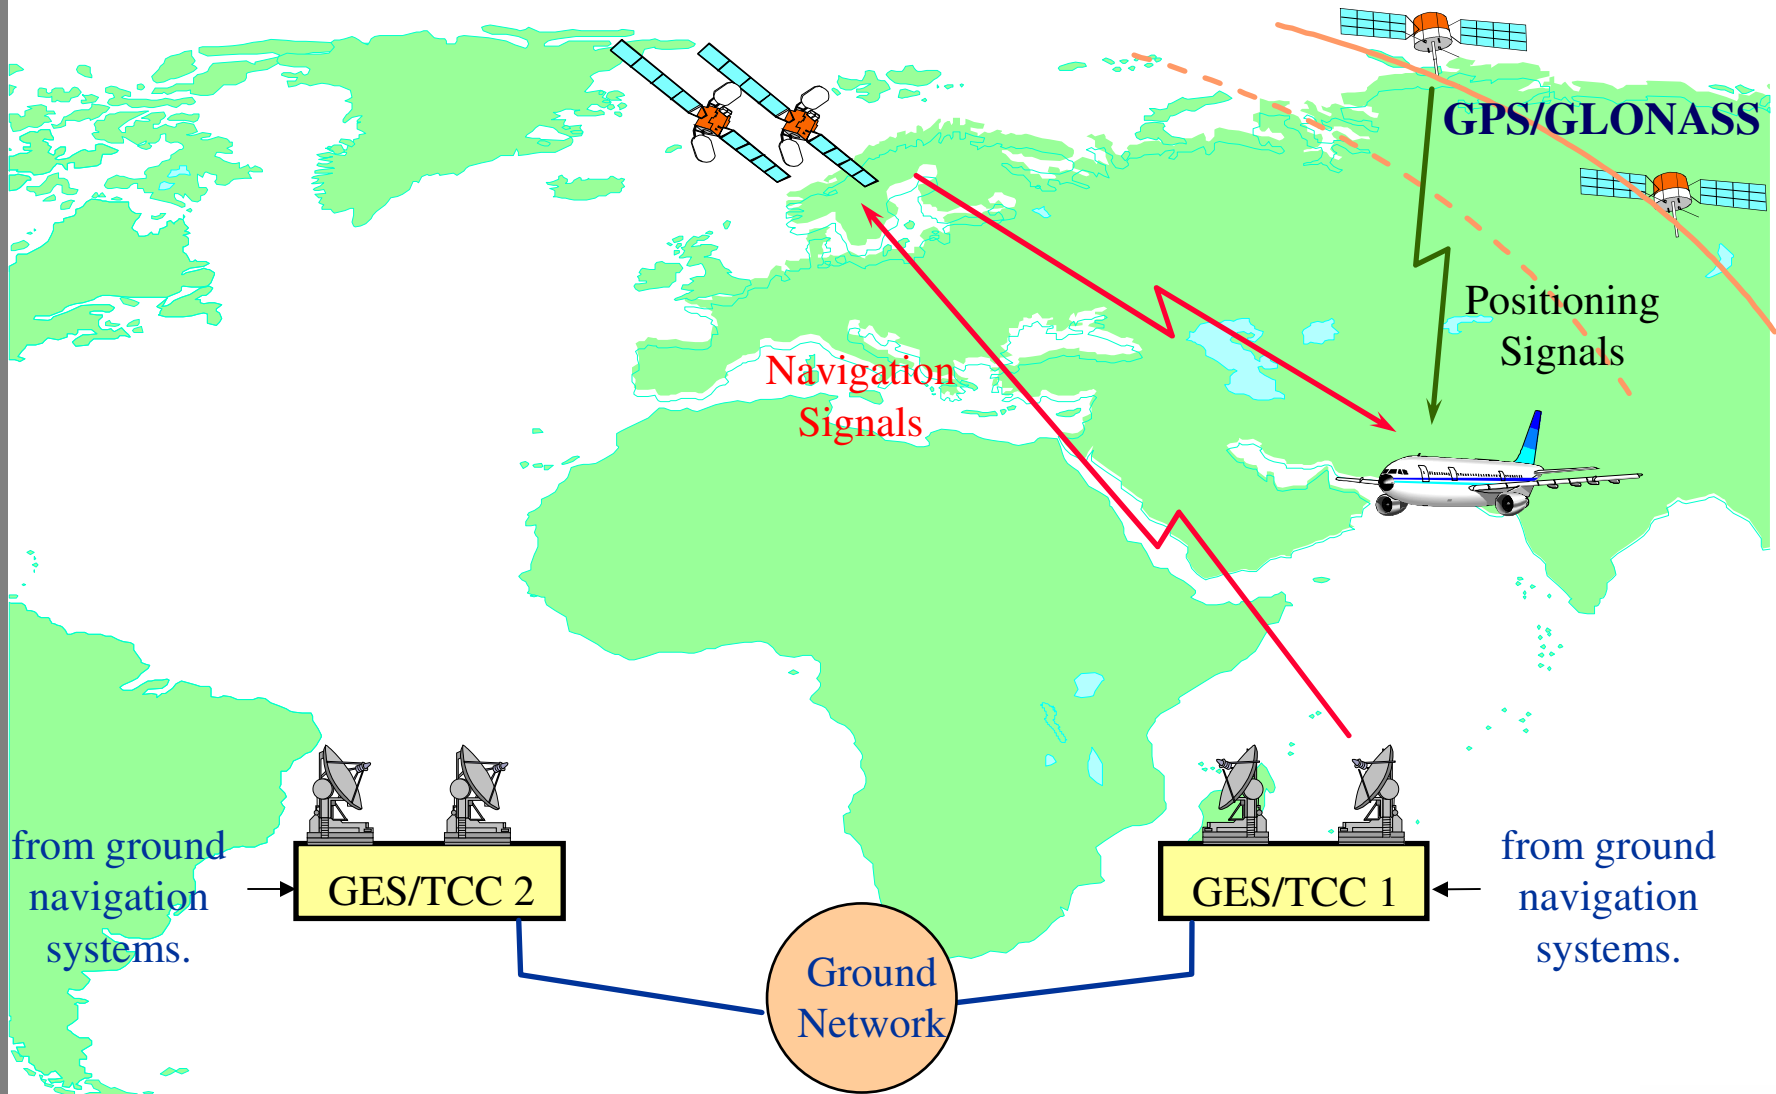 GPS/GLONASS
Positioning
Signals
Navigation
Signals
from ground
navigation
systems.
GES/TCC 2
GES/TCC 1
from ground
navigation
systems.
Ground
Network